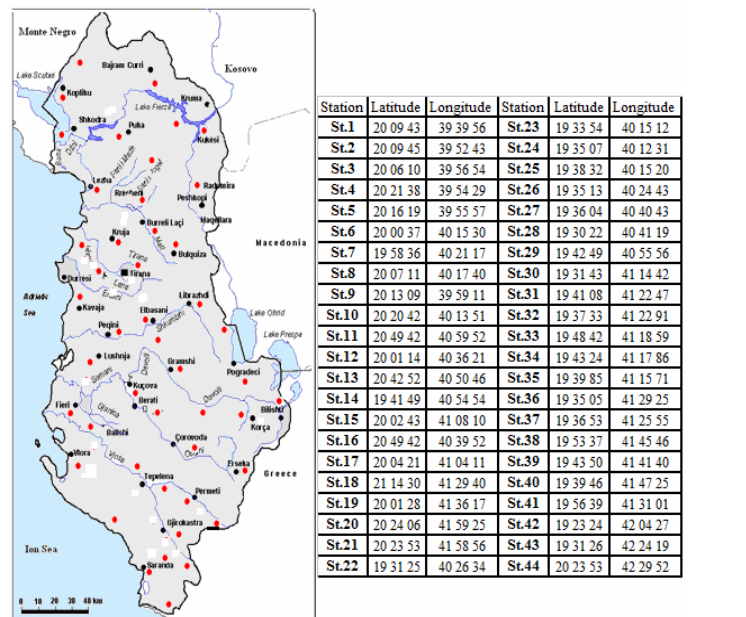 Monte Negro
Bajram Curri
Kosovo
Lake Scutari
Kopliku
Lake Fierza
Kruma
Shkodra
Puka
Kukësi
Buna
Drini
Lezha
Rrësheni
Radomira
Peshkopi
Burreli Laçi
Maqellara
Kruja
Mati
Macedonia
Bulquiza
Tirana
Tirana
Lana
Durresi
Erzeni
Adriatic
Sea
Kavaja
Librazhdi
Elbasani
Lake Ohrid
Peqini
Shkumbini
Lake Prespa
Lushnja
Gramshi
Semani
Devolli
Pogradeci
Kuçova
Devolli
Fieri
Berati
Bilishti
Gjanica
Korça
Ballshi
Çorovoda
Vlora
Osumi
Vjosa
Erseka
Greece
Tepelena
Permeti
Gjirokastra
Ion Sea
Saranda
0 10 20 30 40 km
Station Latitude Longitude Station Latitude Longitude
St.1 20 09 43 39 39 56 St.23 19 33 54 40 15 12
St.2 20 09 45 39 52 43 St.24 19 35 07 40 12 31
St.3 20 06 10 39 56 54 St.25 19 38 32 40 15 20
St.4 20 21 38 39 54 29 St.26 19 35 13 40 24 43
St.5 20 16 19 39 55 57 St.27 19 36 04 40 40 43
St.6 20 00 37 40 15 30 St.28 19 30 22 40 41 19
St.7 19 58 36 40 21 17 St.29 19 42 49 40 55 56
St.8 20 07 11 40 17 40 St.30 19 31 43 41 14 42
St.9 20 13 09 39 59 11 St.31 19 41 08 41 22 47
St.10 20 20 42 40 13 51 St.32 19 37 33 41 22 91
St.11 20 49 42 40 59 52 St.33 19 48 42 41 18 59
St.12 20 01 14 40 36 21 St.34 19 43 24 41 17 86
St.13 20 42 52 40 50 46 St.35 19 39 85 41 15 71
St.14 19 41 49 40 54 54 St.36 19 35 05 41 29 25
St.15 20 02 43 41 08 10 St.37 19 36 53 41 25 55
St.16 20 49 42 40 39 52 St.38 19 53 37 41 45 46
St.17 20 04 21 41 04 11 St.39 19 43 50 41 41 40
St.18 21 14 30 41 29 40 St.40 19 39 46 41 47 25
St.19 20 01 28 41 36 17 St.41 19 56 39 41 31 01
St.20 20 24 06 41 59 25 St.42 19 23 24 42 04 27
St.21 20 23 53 41 58 56 St.43 19 31 26 42 24 19
St.22 19 31 25 40 26 34 St.44 20 23 53 42 29 52